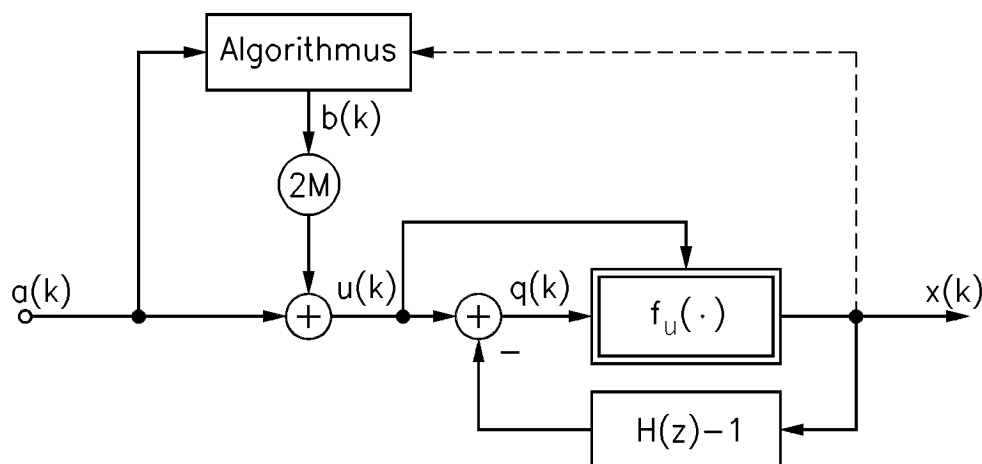 Algorithmus
b(k)
2M
a(k)
+
u(k)
+
−
q(k)
f_u(·)
x(k)
H(z)−1